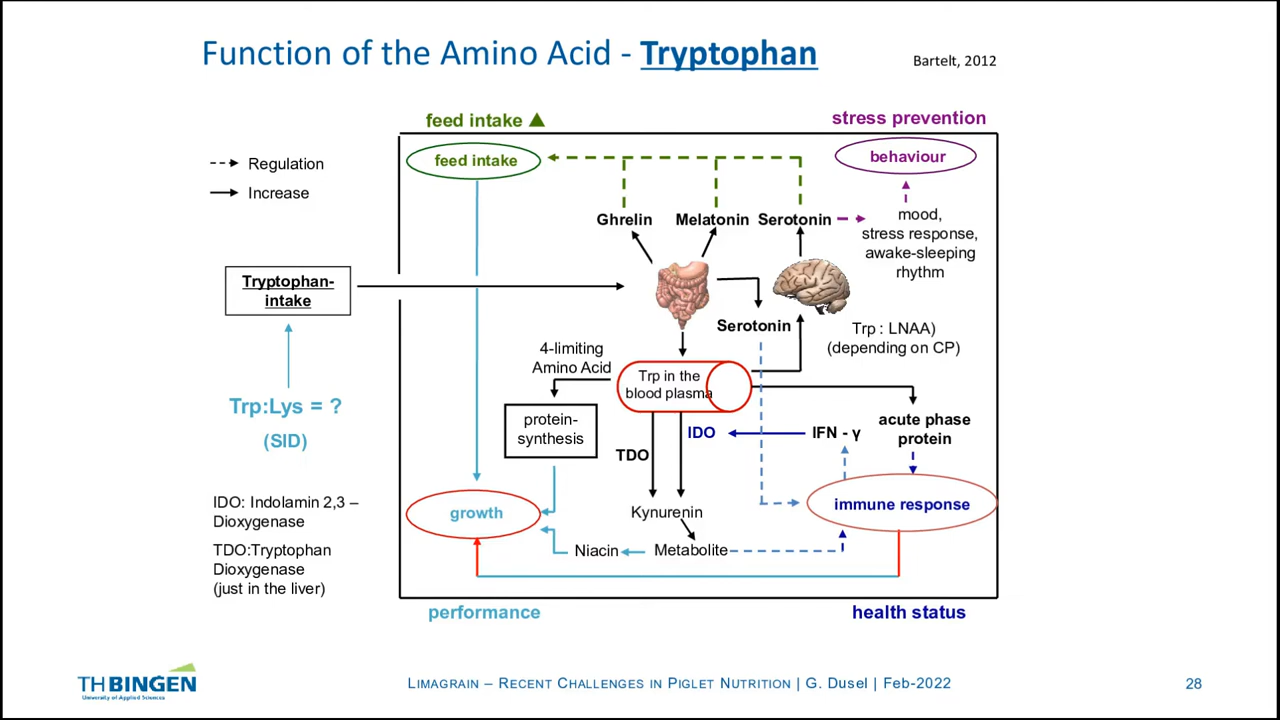 Function of the Amino Acid - Tryptophan
Bartelt, 2012
feed intake ▲
stress prevention
Regulation
Increase
feed intake
behaviour
Ghrelin
Melatonin
Serotonin
mood,
stress response,
awake-sleeping
rhythm
Tryptophan-
intake
Serotonin
Trp : LNAA)
(depending on CP)
4-limiting
Amino Acid
Trp in the
blood plasma
Trp:Lys = ?
(SID)
protein-
synthesis
TDO
IDO
IFN - γ
acute phase
protein
IDO: Indolamin 2,3 –
Dioxygenase
TDO:Tryptophan
Dioxygenase
(just in the liver)
growth
Kynurenin
immune response
Niacin
Metabolite
performance
health status
TH BINGEN
University of Applied Sciences
LIMAGRAIN – RECENT CHALLENGES IN PIGLET NUTRITION | G. Dusel | Feb-2022
28